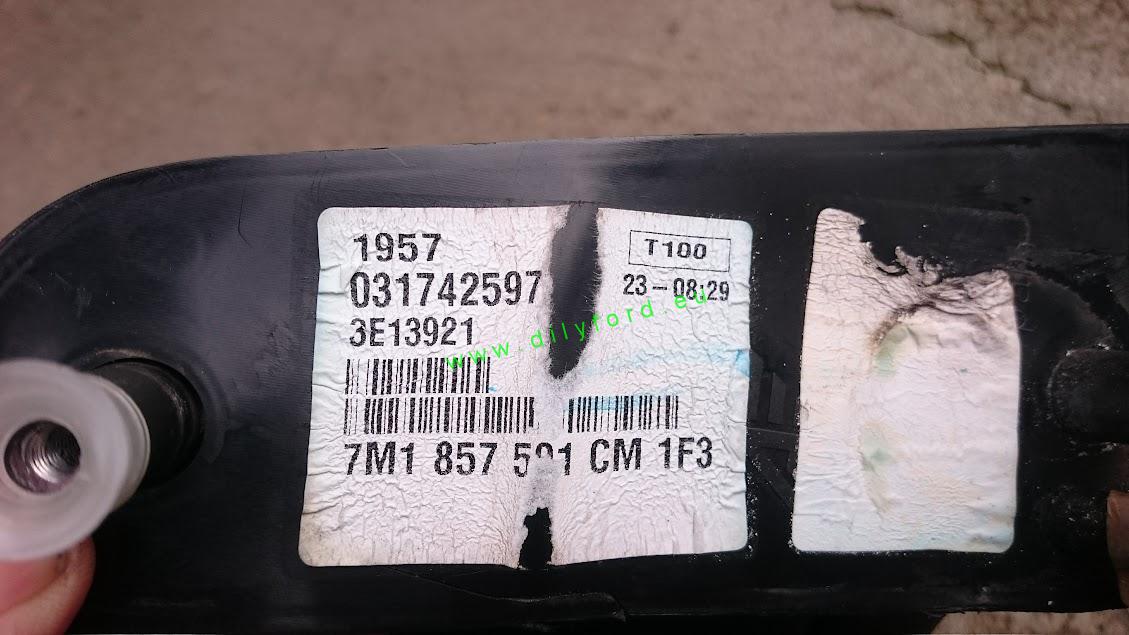 1957
031742597
3E13921
T100
23-08:29
www.dilyford.eu
7M1 857 CM 1F3